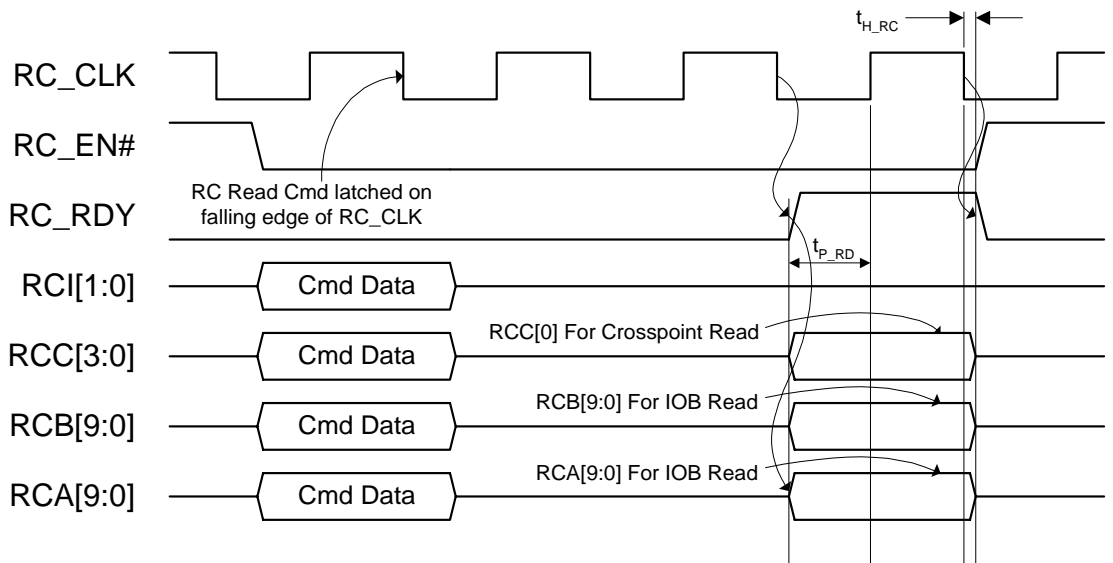 tH_RC
RC_CLK
RC_EN#
RC Read Cmd latched on
falling edge of RC_CLK
RC_RDY
tP_RD
RCI[1:0]
Cmd Data
RCC[3:0]
Cmd Data
RCC[0] For Crosspoint Read
RCB[9:0]
Cmd Data
RCB[9:0] For IOB Read
RCA[9:0]
Cmd Data
RCA[9:0] For IOB Read